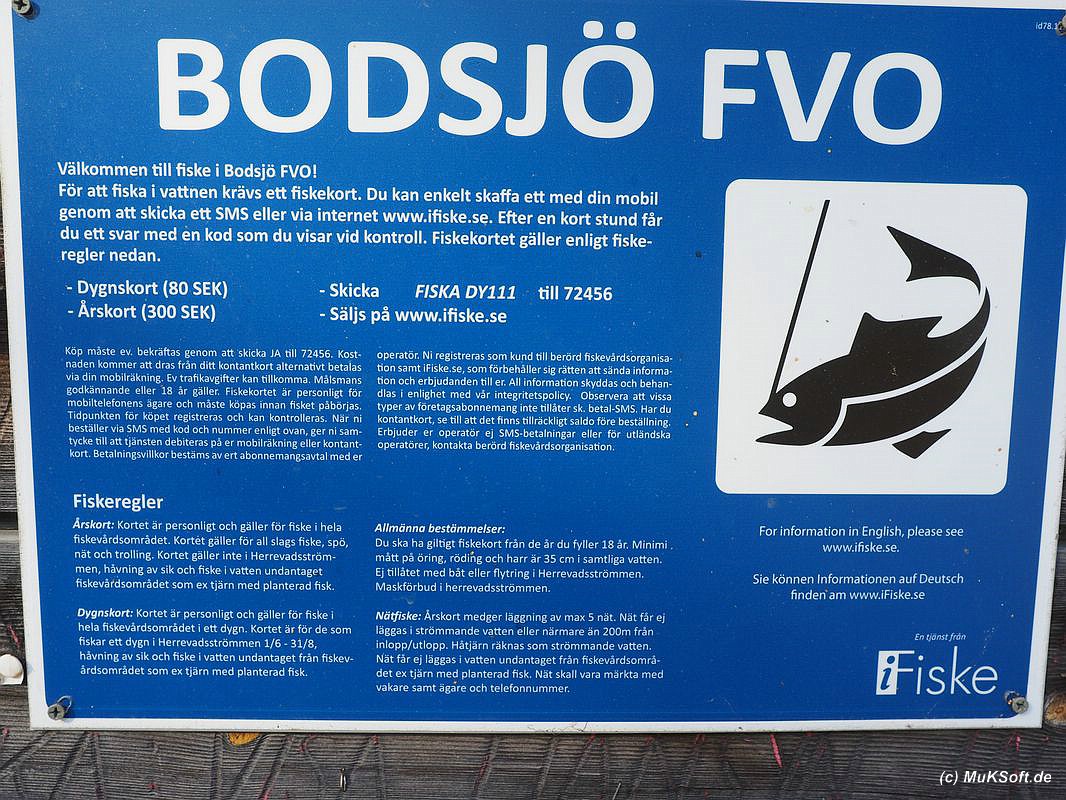 id78.1
BODSJÖ FVO
Välkommen till fiske i Bodsjö FVO!
För att fiska i vattnen krävs ett fiskekort. Du kan enkelt skaffa ett med din mobil
genom att skicka ett SMS eller via internet www.ifiske.se. Efter en kort stund får
du ett svar med en kod som du visar vid kontroll. Fiskekortet gäller enligt fiske-
regler nedan.
- Dygnskort (80 SEK) - Skicka FISKA DY111 till 72456
- Årskort (300 SEK) - Säljs på www.ifiske.se
Köp måste ev. bekräftas genom att skicka JA till 72456. Kost-
naden kommer att dras från ditt kontantkort alternativt betalas
via din mobilräkning. Ev trafikavgifter kan tillkomma. Målsmans
godkännande eller 18 år gäller. Fiskekortet är personligt för
mobiltelefonens ägare och måste köpas innan fisket påbörjas.
Tidpunkten för köpet registreras och kan kontrolleras. När ni
beställer via SMS med kod och nummer enligt ovan, ger ni sam-
tycke till att tjänsten debiteras på er mobilräkning eller kontant-
kort. Betalningsvillkor bestäms av ert abonnemangsavtal med er
operatör. Ni registreras som kund till berörd fiskevårdsorganisa-
tion samt iFiske.se, som förbehåller sig rätten att sända informa-
tion och erbjudanden till er. All information skyddas och behan-
dlas i enlighet med vår integritetspolicy. Observera att vissa
typer av företagsabonnemang inte tillåter sk. betal-SMS. Har du
kontantkort, se till att det finns tillräckligt saldo före beställning.
Erbjuder er operatör ej SMS-betalningar eller för utländska
operatörer, kontakta berörd fiskevårdsorganisation.
Fiskeregler
Årskort: Kortet är personligt och gäller för fiske i hela
fiskevårdsområdet. Kortet gäller för all slags fiske, spö,
nät och trolling. Kortet gäller inte i Herrevadsström-
men, håvning av sik och fiske i vatten undantaget
fiskevårdsområdet som ex tjärn med planterad fisk.
Dygnskort: Kortet är personligt och gäller för fiske i
hela fiskevårdsområdet i ett dygn. Kortet är för de som
fiskar ett dygn i Herrevadsströmmen 1/6 - 31/8,
håvning av sik och fiske i vatten undantaget från fiskev-
årdsområdet som ex tjärn med planterad fisk.
Allmänna bestämmelser:
Du ska ha giltigt fiskekort från de år du fyller 18 år. Minimi
mått på öring, röding och harr är 35 cm i samtliga vatten.
Ej tillåtet med båt eller flytring i Herrevadsströmmen.
Maskförbud i herrevadsströmmen.
Nätfiske: Årskort medger läggning av max 5 nät. Nät får ej
läggas i strömmande vatten eller närmare än 200m från
inlopp/utlopp. Håtjärn räknas som strömmande vatten.
Nät får ej läggas i vatten undantaget från fiskevårdsområ-
det ex tjärn med planterad fisk. Nät skall vara märkta med
vakare samt ägare och telefonnummer.
For information in English, please see
www.ifiske.se.
Sie können Informationen auf Deutsch
finden am www.iFiske.se
En tjänst från
iFiske
(c) MuKSoft.de